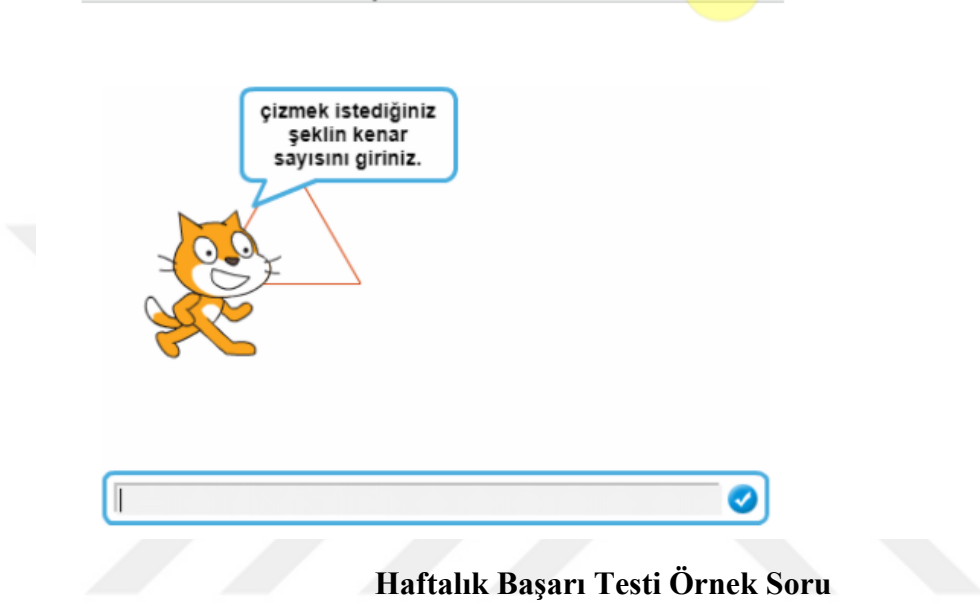 çizmek istediğiniz
şeklin kenar
sayısını giriniz.
Haftalık Başarı Testi Örnek Soru